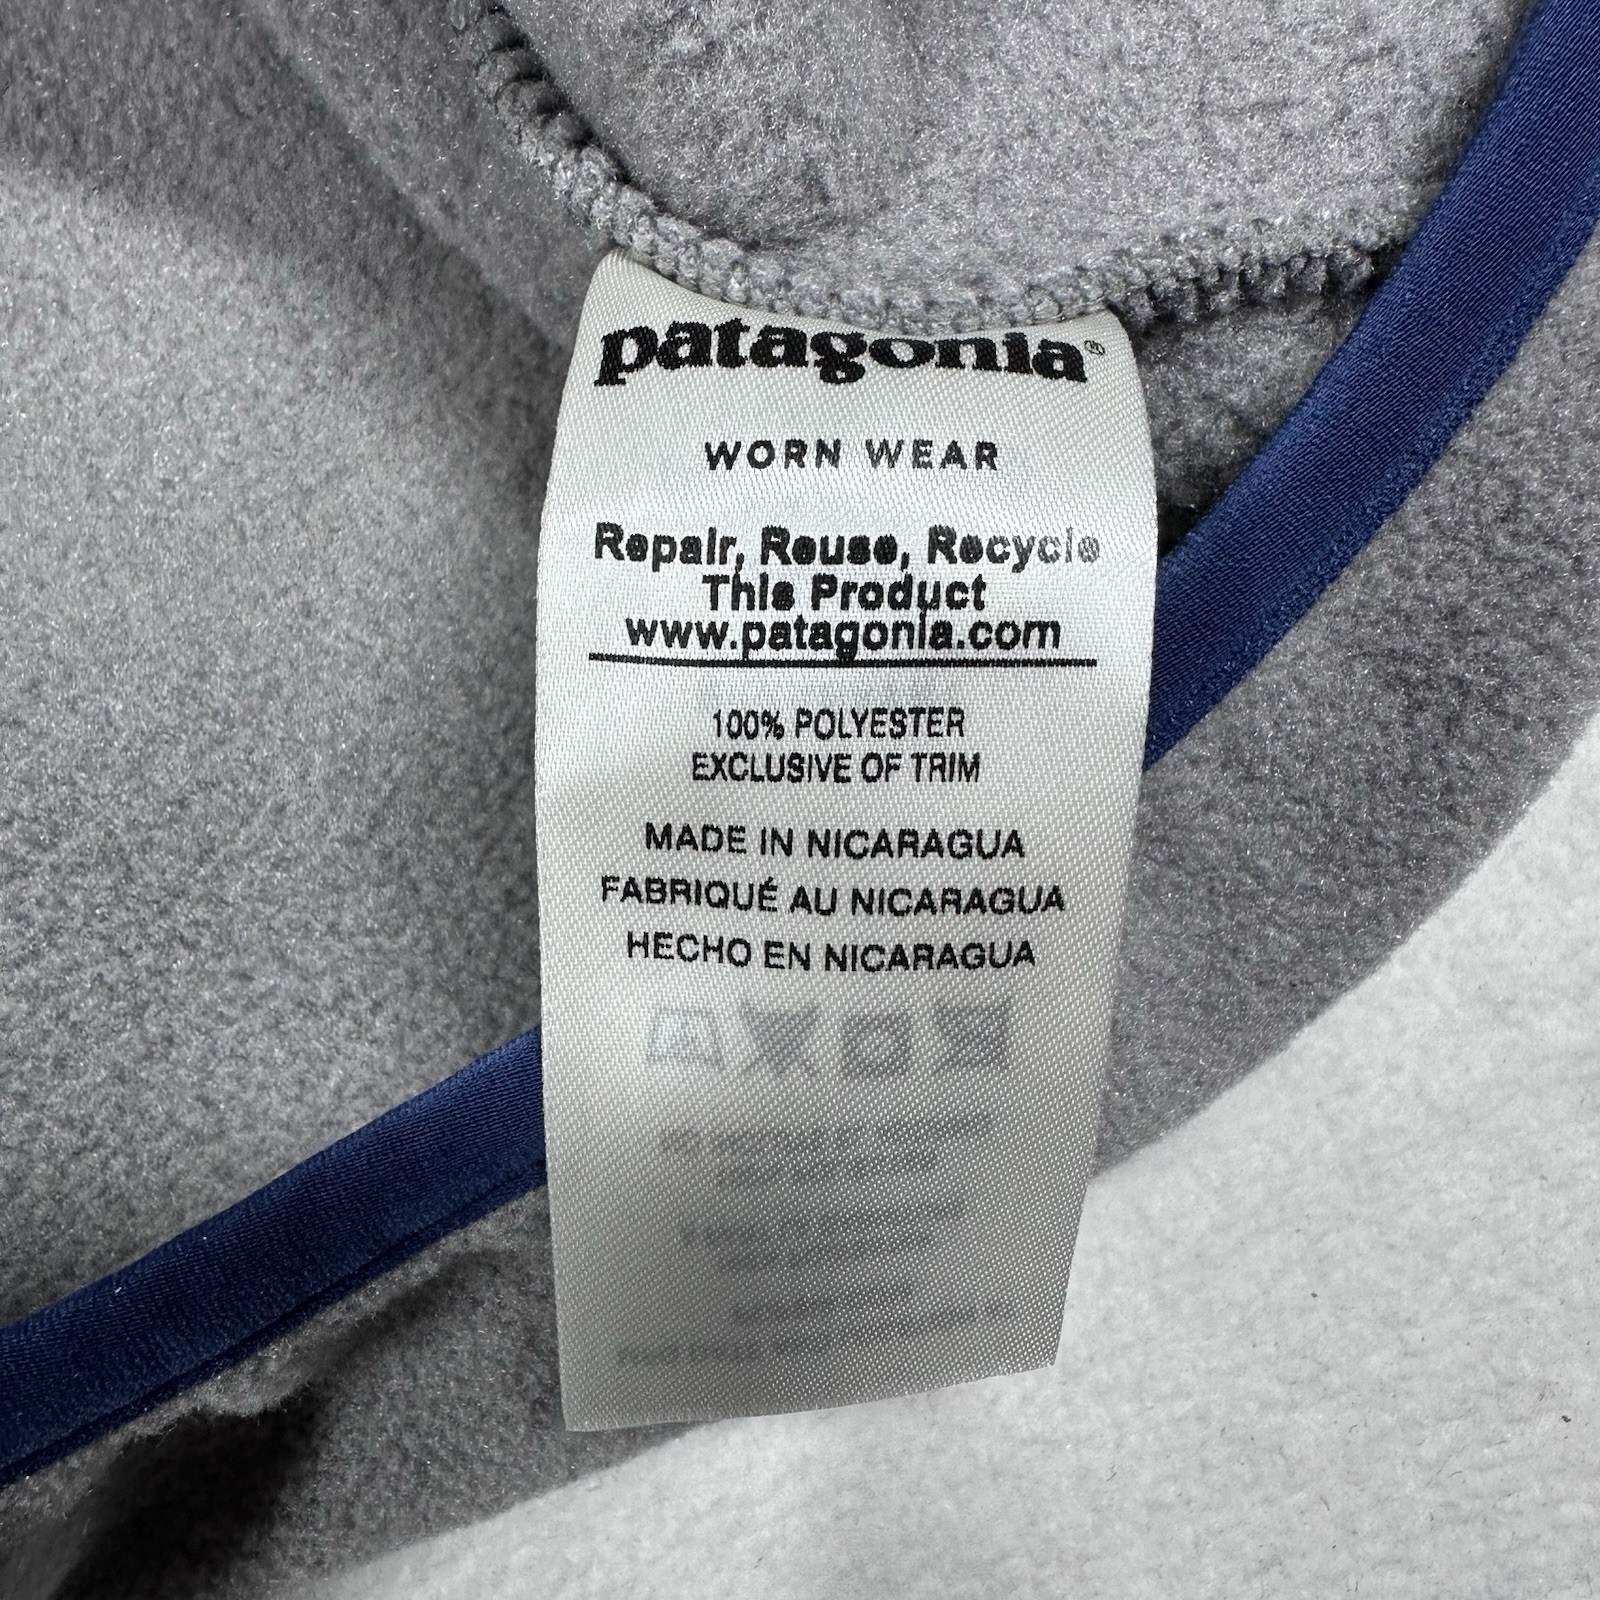 patagonia®
WORN WEAR
Repair, Reuse, Recycle
This Product
www.patagonia.com
100% POLYESTER
EXCLUSIVE OF TRIM
MADE IN NICARAGUA
FABRIQUÉ AU NICARAGUA
HECHO EN NICARAGUA